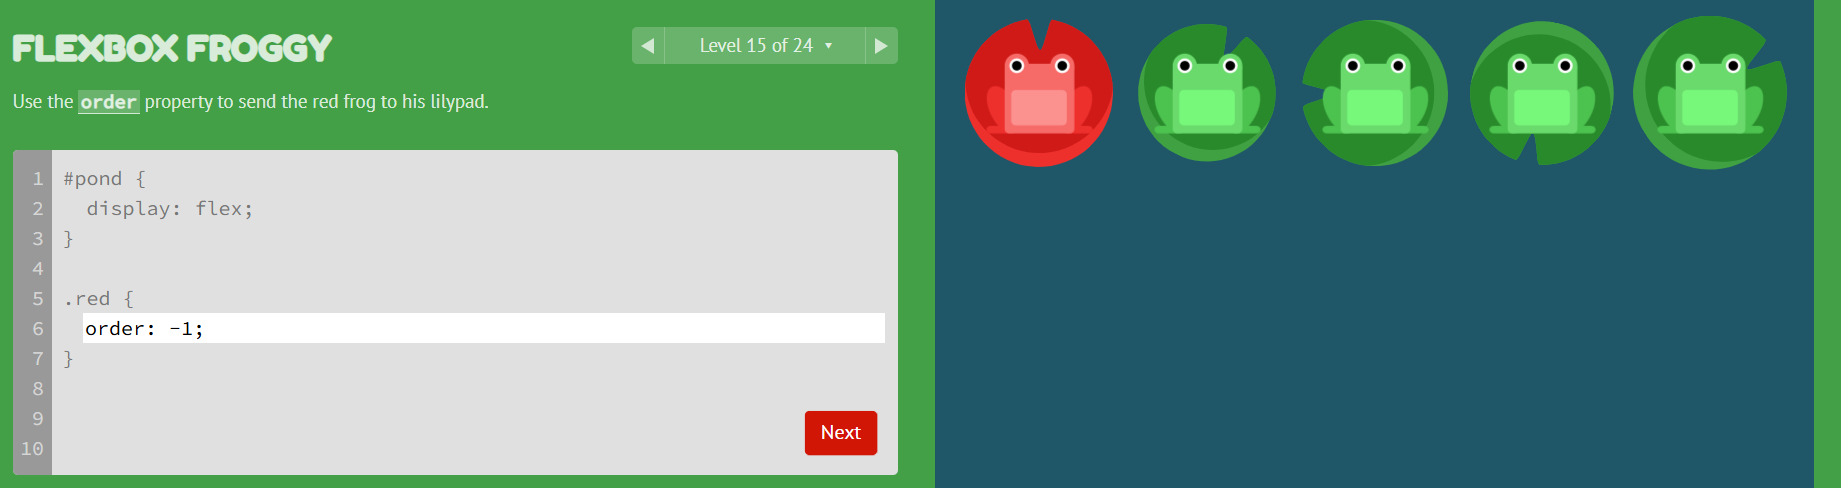 FLEXBOX FROGGY
Level 15 of 24
Use the order property to send the red frog to his lilypad.
1 #pond {
2 display: flex;
3 }
4
5 .red {
6 order: -1;
7 }
8
9
10
Next